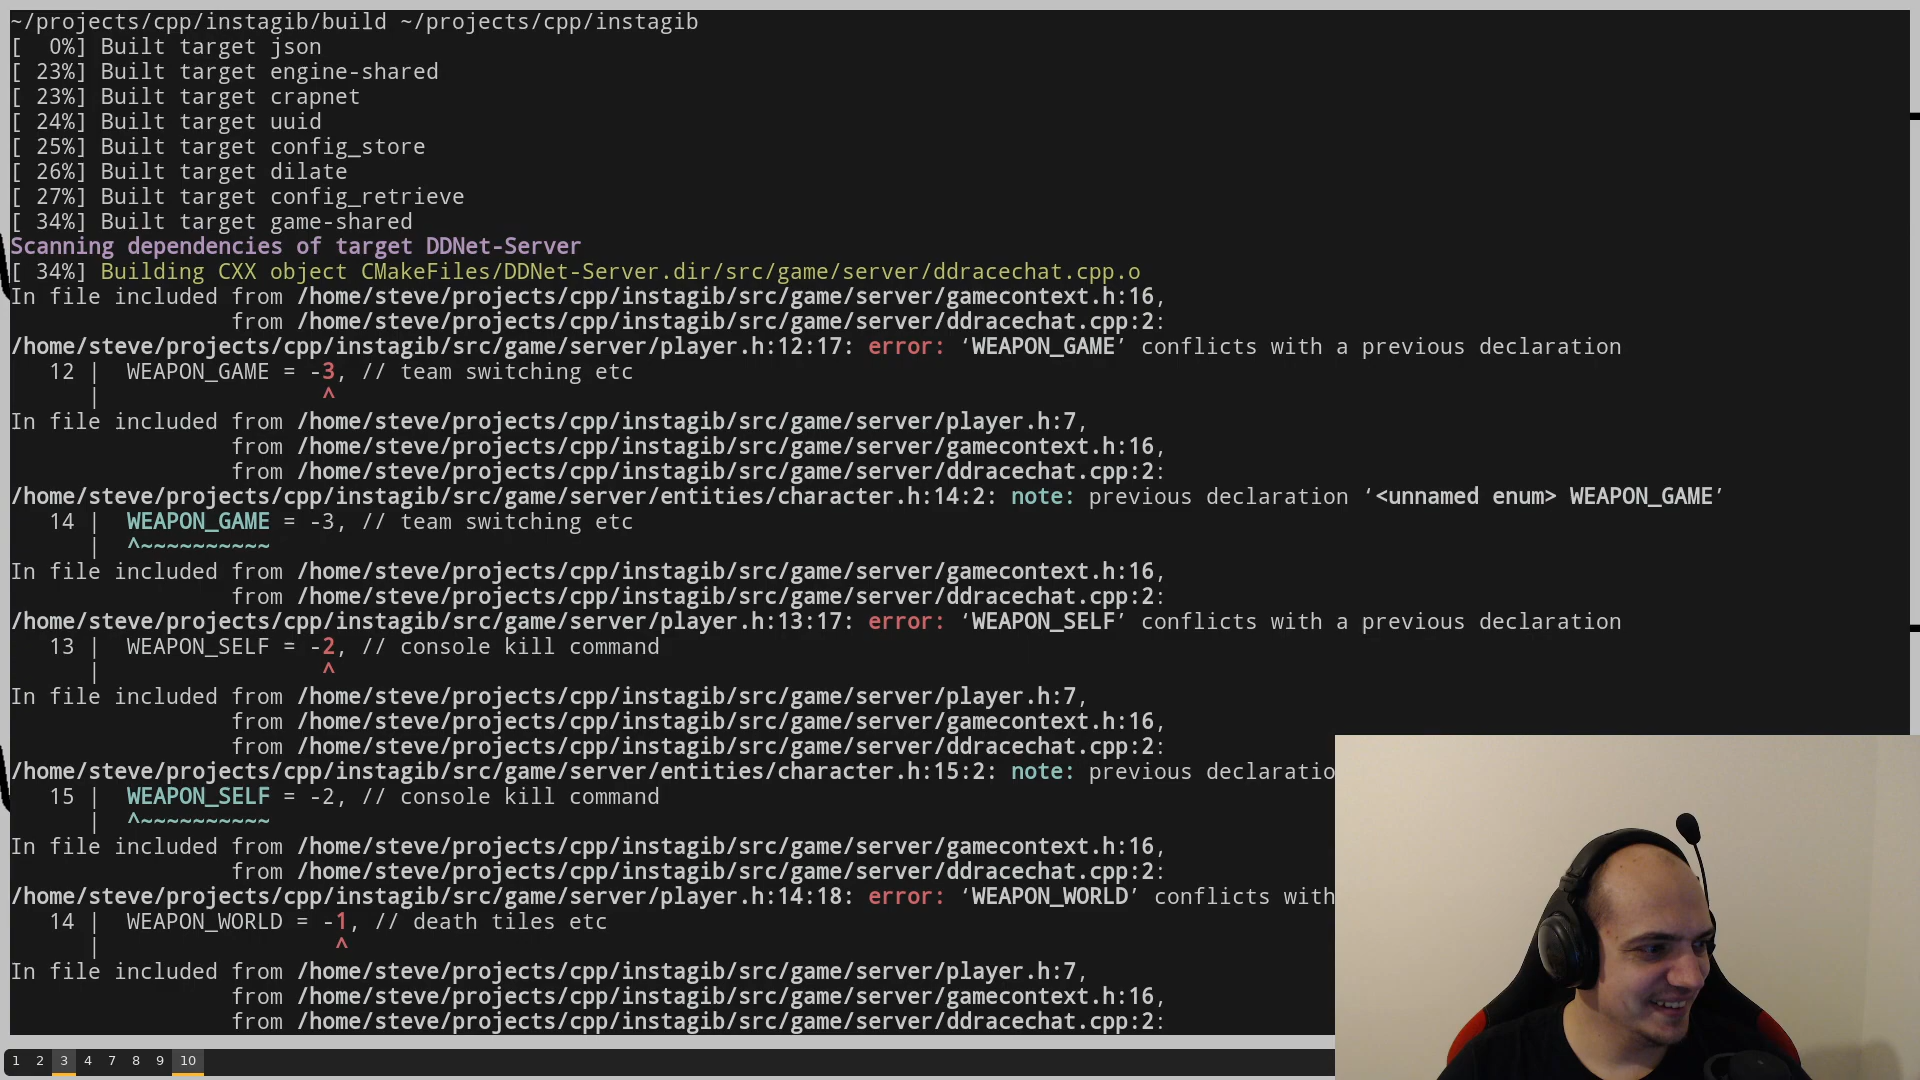 ~/projects/cpp/instagib/build ~/projects/cpp/instagib
[  0%] Built target json
[ 23%] Built target engine-shared
[ 23%] Built target crapnet
[ 24%] Built target uuid
[ 25%] Built target config_store
[ 26%] Built target dilate
[ 27%] Built target config_retrieve
[ 34%] Built target game-shared
Scanning dependencies of target DDNet-Server
[ 34%] Building CXX object CMakeFiles/DDNet-Server.dir/src/game/server/ddracechat.cpp.o
In file included from /home/steve/projects/cpp/instagib/src/game/server/gamecontext.h:16,
                 from /home/steve/projects/cpp/instagib/src/game/server/ddracechat.cpp:2:
/home/steve/projects/cpp/instagib/src/game/server/player.h:12:17: error: ‘WEAPON_GAME’ conflicts with a previous declaration
   12 |  WEAPON_GAME = -3, // team switching etc
      |                 ^
In file included from /home/steve/projects/cpp/instagib/src/game/server/player.h:7,
                 from /home/steve/projects/cpp/instagib/src/game/server/gamecontext.h:16,
                 from /home/steve/projects/cpp/instagib/src/game/server/ddracechat.cpp:2:
/home/steve/projects/cpp/instagib/src/game/server/entities/character.h:14:2: note: previous declaration ‘<unnamed enum> WEAPON_GAME’
   14 |  WEAPON_GAME = -3, // team switching etc
      |  ^~~~~~~~~~~
In file included from /home/steve/projects/cpp/instagib/src/game/server/gamecontext.h:16,
                 from /home/steve/projects/cpp/instagib/src/game/server/ddracechat.cpp:2:
/home/steve/projects/cpp/instagib/src/game/server/player.h:13:17: error: ‘WEAPON_SELF’ conflicts with a previous declaration
   13 |  WEAPON_SELF = -2, // console kill command
      |                 ^
In file included from /home/steve/projects/cpp/instagib/src/game/server/player.h:7,
                 from /home/steve/projects/cpp/instagib/src/game/server/gamecontext.h:16,
                 from /home/steve/projects/cpp/instagib/src/game/server/ddracechat.cpp:2:
/home/steve/projects/cpp/instagib/src/game/server/entities/character.h:15:2: note: previous declaratio
   15 |  WEAPON_SELF = -2, // console kill command
      |  ^~~~~~~~~~~
In file included from /home/steve/projects/cpp/instagib/src/game/server/gamecontext.h:16,
                 from /home/steve/projects/cpp/instagib/src/game/server/ddracechat.cpp:2:
/home/steve/projects/cpp/instagib/src/game/server/player.h:14:18: error: ‘WEAPON_WORLD’ conflicts with
   14 |  WEAPON_WORLD = -1, // death tiles etc
      |                  ^
In file included from /home/steve/projects/cpp/instagib/src/game/server/player.h:7,
                 from /home/steve/projects/cpp/instagib/src/game/server/gamecontext.h:16,
                 from /home/steve/projects/cpp/instagib/src/game/server/ddracechat.cpp:2:
1 2 3 4 7 8 9 10